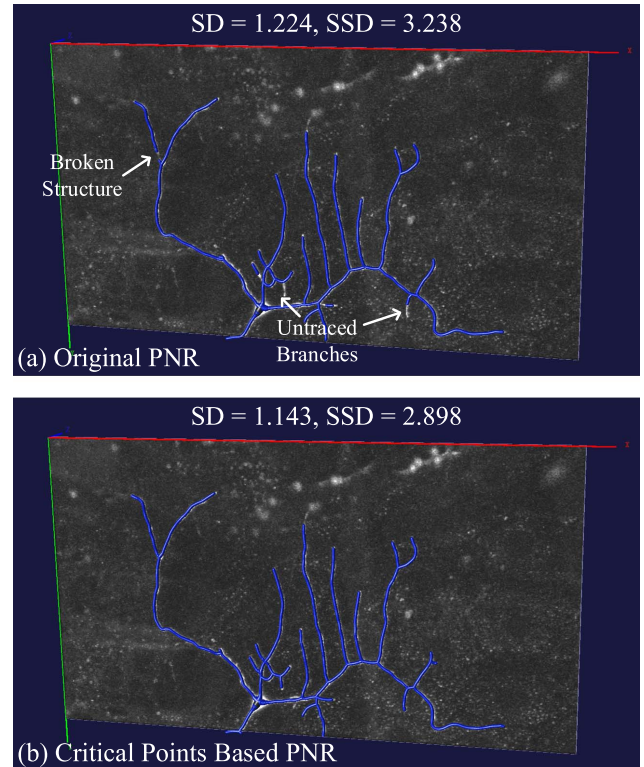 SD = 1.224, SSD = 3.238
Broken
Structure
Untraced
Branches
(a) Original PNR
SD = 1.143, SSD = 2.898
(b) Critical Points Based PNR